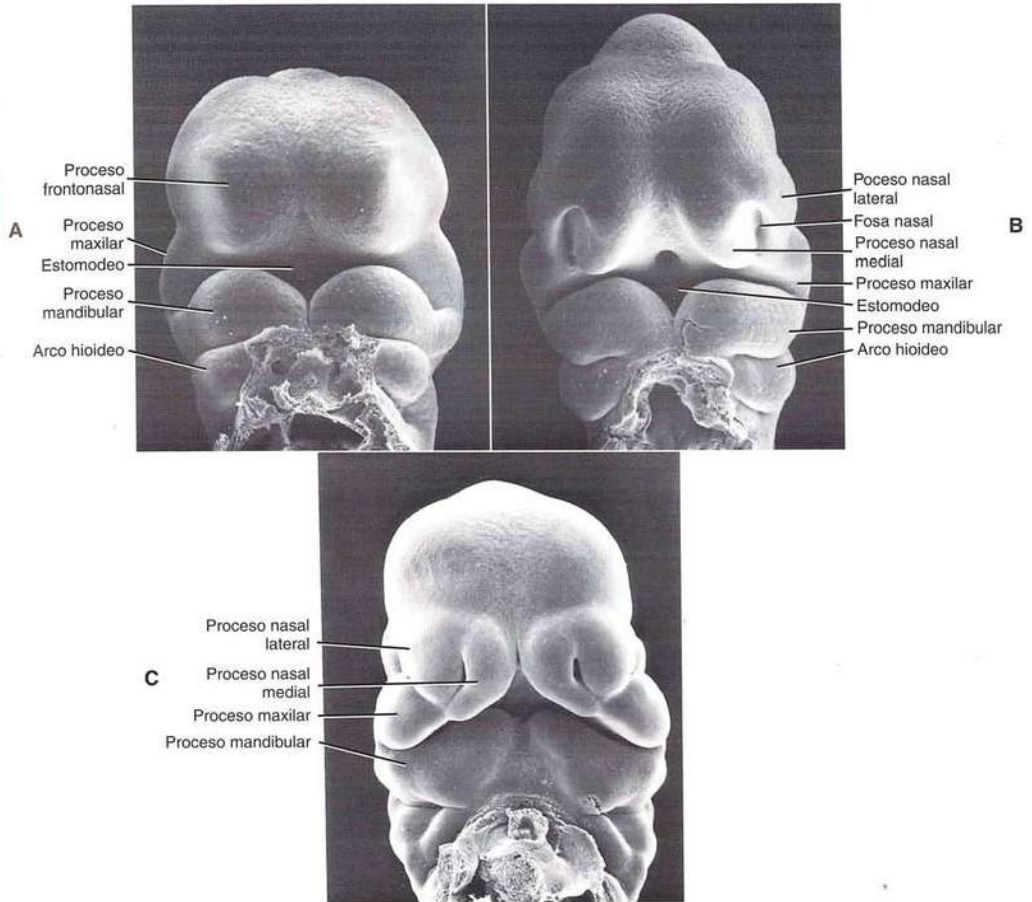 Proceso
frontonasal
A
Proceso
maxilar
Estomodeo
Proceso
mandibular
Arco hioideo
Poceso nasal
lateral
Fosa nasal
B
Proceso nasal
medial
Proceso maxilar
Estomodeo
Proceso mandibular
Arco hioideo
Proceso nasal
lateral
C
Proceso nasal
medial
Proceso maxilar
Proceso mandibular